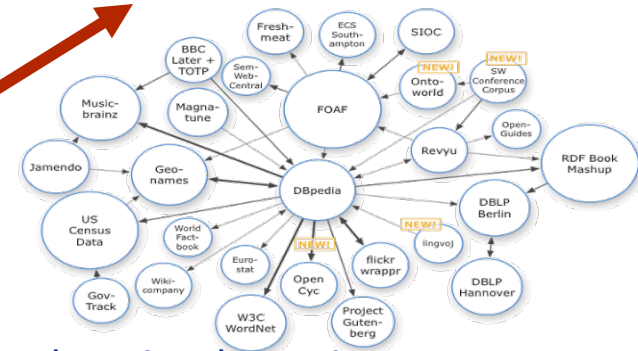 Fresh-
meat
ECS
South-
ampton
SIOC
BBC
Later +
TOTP
Sem-
Web-
Central
NEW!
Onto-
world
NEW!
SW
Conference
Corpus
FOAF
Music-
brainz
Magna-
tune
Open-
Guides
Revyu
RDF Book
Mashup
Jamendo
Geo-
names
DBpedia
DBLP
Berlin
US
Census
Data
World
Fact-
book
NEW!
NEW!
lingvoj
Euro-
stat
flickr
wrappr
Wiki-
company
Open
Cyc
DBLP
Hannover
Gov-
Track
W3C
WordNet
Project
Guten-
berg